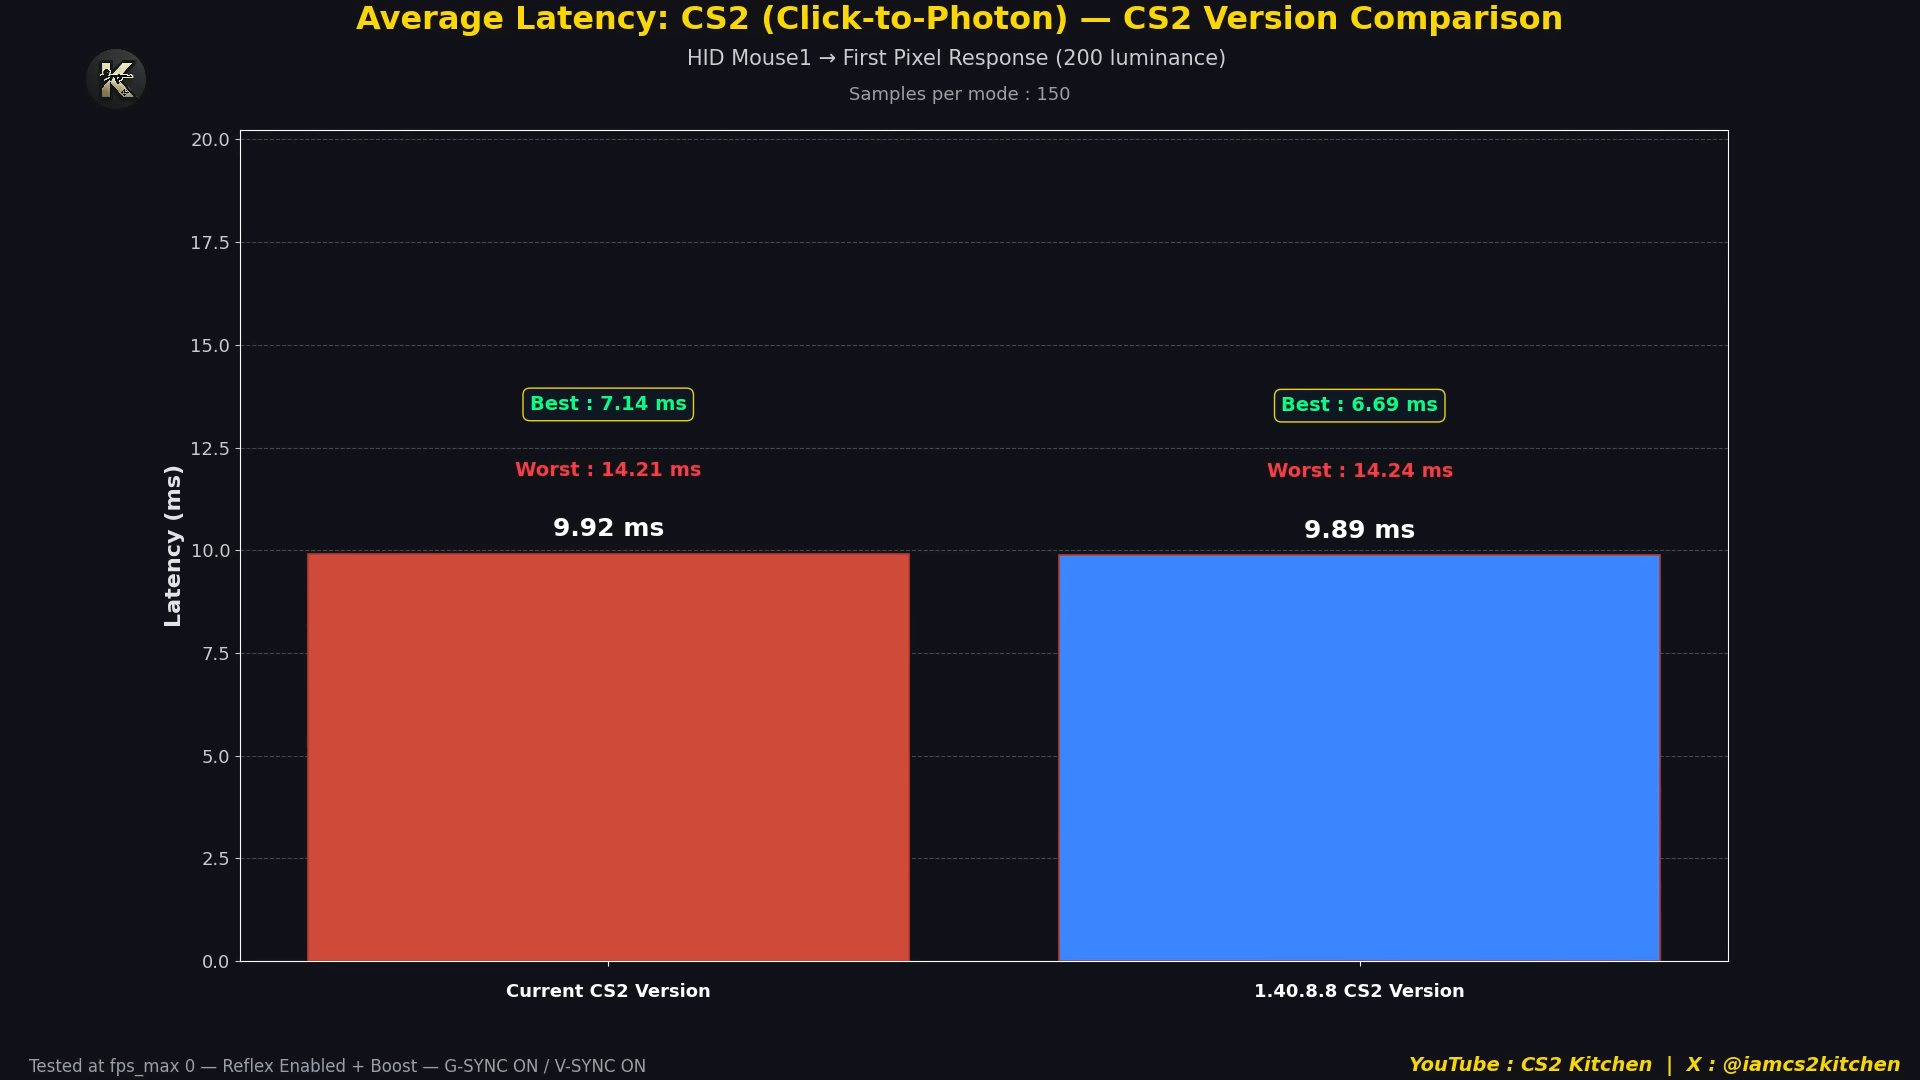 Average Latency: CS2 (Click-to-Photon) — CS2 Version Comparison
HID Mouse1 → First Pixel Response (200 luminance)
K
Samples per mode : 150
20.0
17.5
15.0
12.5
10.0
7.5
5.0
2.5
0.0
Latency (ms)
Best : 7.14 ms
Worst : 14.21 ms
9.92 ms
Best : 6.69 ms
Worst : 14.24 ms
9.89 ms
Current CS2 Version
1.40.8.8 CS2 Version
Tested at fps_max 0 — Reflex Enabled + Boost — G-SYNC ON / V-SYNC ON
YouTube : CS2 Kitchen | X : @iamcs2kitchen